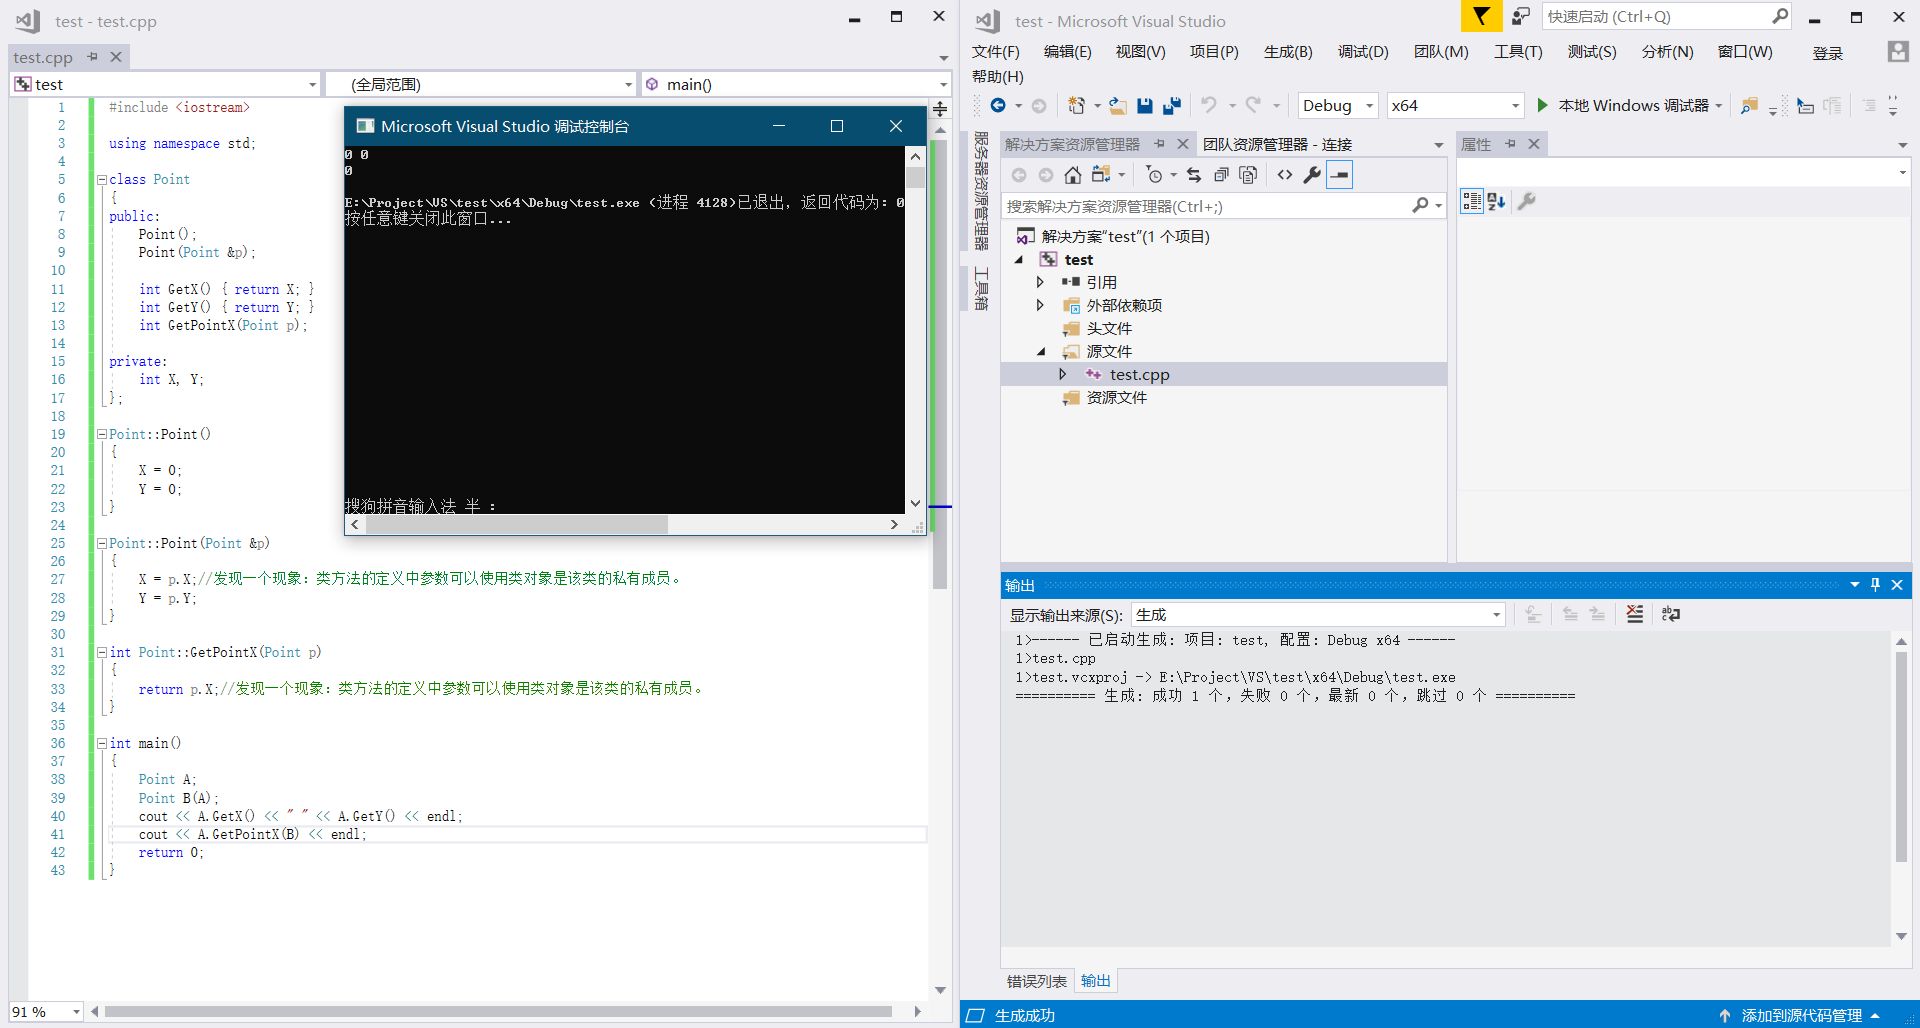 test - test.cpp
test.cpp
test
(全局范围)
main()
1 #include <iostream>
2
3 using namespace std;
4
5 class Point
6 {
7 public:
8 Point();
9 Point(Point &p);
10
11 int GetX() { return X; }
12 int GetY() { return Y; }
13 int GetPointX(Point p);
14
15 private:
16 int X, Y;
17 };
18
19 Point::Point()
20 {
21 X = 0;
22 Y = 0;
23 }
24
25 Point::Point(Point &p)
26 {
27 X = p.X;//发现一个现象：类方法的定义中参数可以使用类对象是该类的私有成员。
28 Y = p.Y;
29 }
30
31 int Point::GetPointX(Point p)
32 {
33 return p.X;//发现一个现象：类方法的定义中参数可以使用类对象是该类的私有成员。
34 }
35
36 int main()
37 {
38 Point A;
39 Point B(A);
40 cout << A.GetX() << " " << A.GetY() << endl;
41 cout << A.GetPointX(B) << endl;
42 return 0;
43 }
91 %
Microsoft Visual Studio 调试控制台
0 0
0
E:\Project\VS\test\x64\Debug\test.exe (进程 4128)已退出，返回代码为: 0
按任意键关闭此窗口...
搜狗拼音输入法 半 :
test - Microsoft Visual Studio
快速启动 (Ctrl+Q)
文件(F) 编辑(E) 视图(V) 项目(P) 生成(B) 调试(D) 团队(M) 工具(T) 测试(S) 分析(N) 窗口(W) 登录
帮助(H)
Debug x64 本地 Windows 调试器
服务器资源管理器
工具箱
解决方案资源管理器 团队资源管理器 - 连接
搜索解决方案资源管理器(Ctrl+;)
解决方案“test”(1 个项目)
test
引用
外部依赖项
头文件
源文件
test.cpp
资源文件
属性
输出
显示输出来源(S): 生成
1>------ 已启动生成: 项目: test, 配置: Debug x64 ------
1>test.cpp
1>test.vcxproj -> E:\Project\VS\test\x64\Debug\test.exe
========== 生成: 成功 1 个，失败 0 个，最新 0 个，跳过 0 个 ==========
错误列表 输出
生成成功 添加到源代码管理